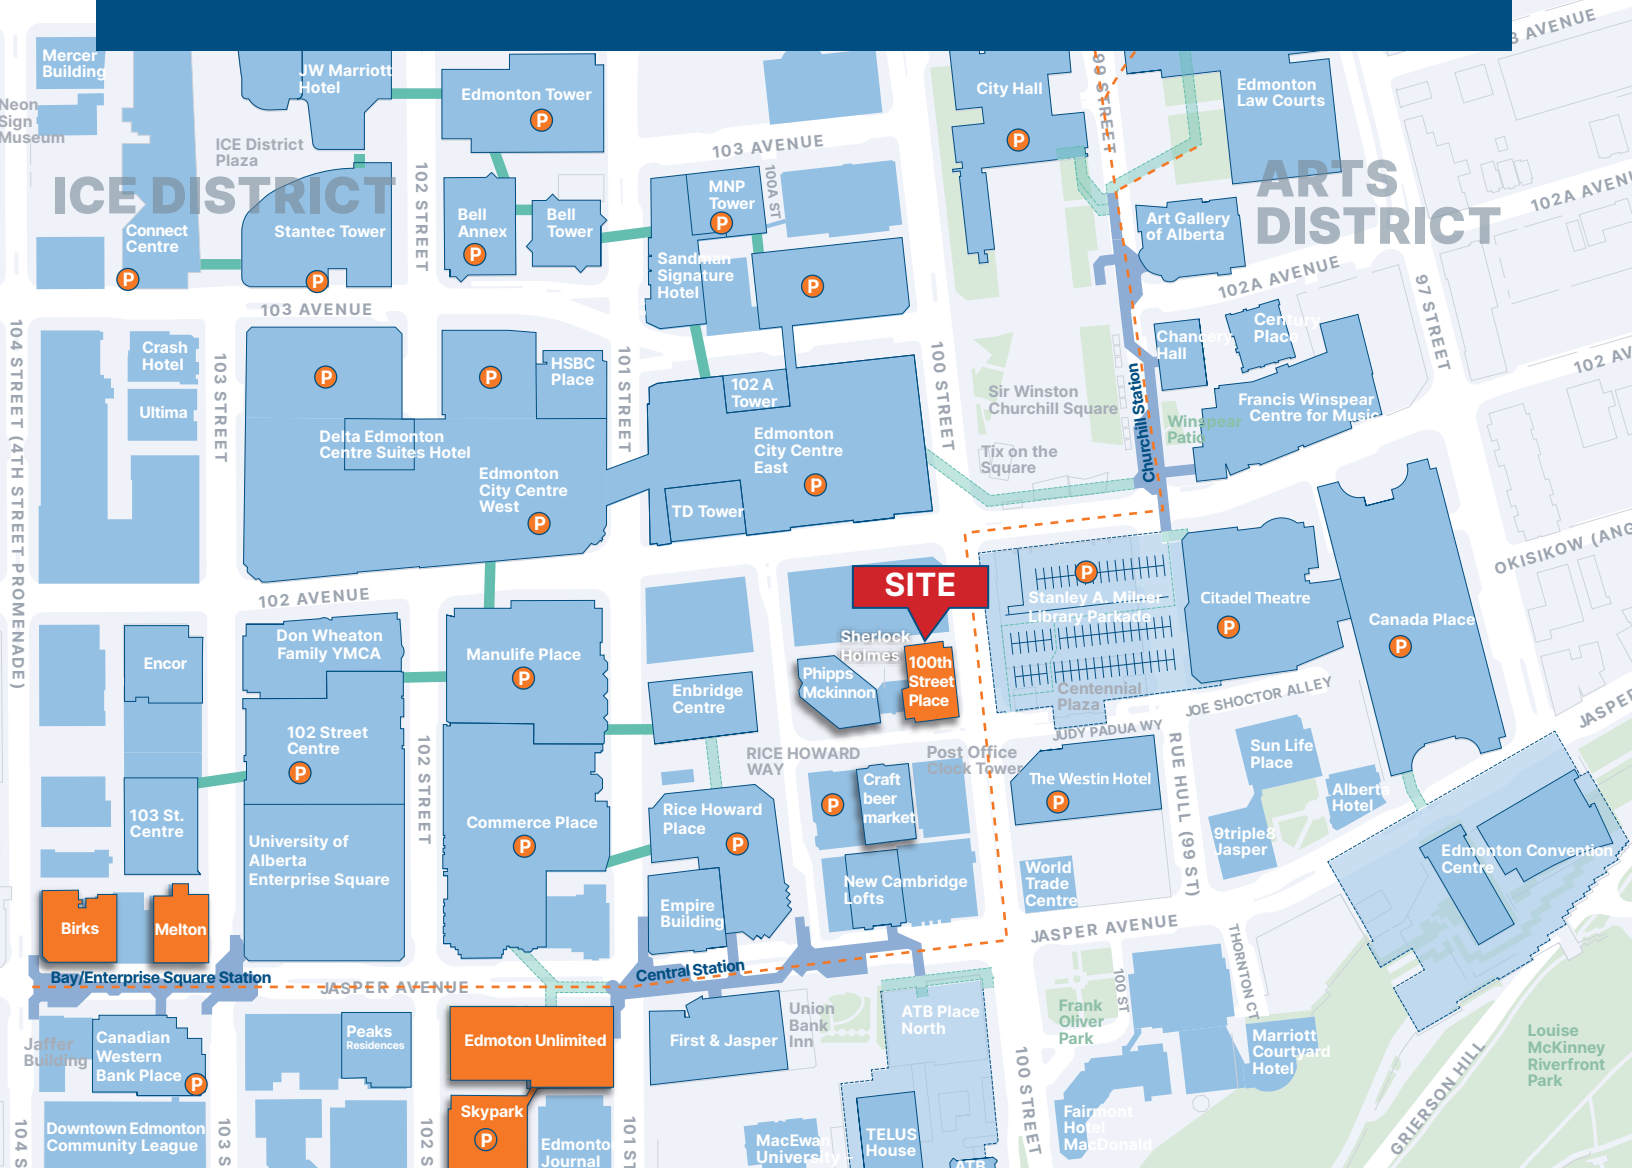 Mercer
Building
Neon
Sign
Museum
JW Marriott
Hotel
Edmonton Tower
P
ICE District
Plaza
ICE DISTRICT
Connect
Centre
P
Stantec Tower
P
102 STREET
Bell
Annex
P
Bell
Tower
103 AVENUE
100A ST
MNP
Tower
P
Sandman
Signature
Hotel
P
City Hall
P
99 STREET
Edmonton
Law Courts
ARTS
DISTRICT
Art Gallery
of Alberta
102A AVENUE
102A AVENU
97 STREET
102 AV
103 AVENUE
104 STREET (4TH STREET PROMENADE)
Crash
Hotel
Ultima
103 STREET
P
P
HSBC
Place
101 STREET
Delta Edmonton
Centre Suites Hotel
Edmonton
City Centre
West
P
102 A
Tower
Edmonton
City Centre
East
P
TD Tower
100 STREET
Sir Winston
Churchill Square
Tix on the
Square
Churchill Station
Chancery
Hall
Century
Place
Winspear
Patio
Francis Winspear
Centre for Music
OKISIKOW (ANG
102 AVENUE
Encor
Don Wheaton
Family YMCA
Manulife Place
P
102 Street
Centre
P
103 St.
Centre
102 STREET
University of
Alberta
Enterprise Square
Commerce Place
P
Enbridge
Centre
SITE
Sherlock
Holmes
Phipps
Mckinnon
100th
Street
Place
P
Stanley A. Milner
Library Parkade
Centennial
Plaza
Citadel Theatre
P
Canada Place
P
JOE SHOCTOR ALLEY
JUDY PADUA WY
JASPER
RICE HOWARD
WAY
Post Office
Clock Tower
The Westin Hotel
P
RUE HULL (99 ST)
Sun Life
Place
Alberta
Hotel
9triple8
Jasper
Rice Howard
Place
P
P
Craft
beer
market
New Cambridge
Lofts
World
Trade
Centre
Edmonton Convention
Centre
Empire
Building
Birks
Melton
Bay/Enterprise Square Station
JASPER AVENUE
Central Station
JASPER AVENUE
THORNTON CT
100 ST
Jaffer
Building
Canadian
Western
Bank Place
P
Peaks
Residences
Edmoton Unlimited
First & Jasper
Union
Bank
Inn
ATB Place
North
Frank
Oliver
Park
Marriott
Courtyard
Hotel
Louise
McKinney
Riverfront
Park
GRIERSON HILL
100 STREET
Fairmont
Hotel
MacDonald
104 S
Downtown Edmonton
Community League
103 S
102 S
Skypark
P
Edmonton
Journal
101 ST
MacEwan
University
TELUS
House
ATB